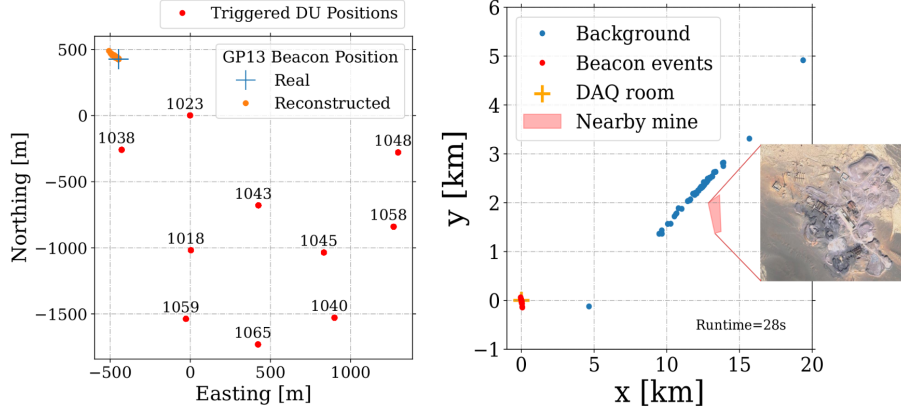 Triggered DU Positions
GP13 Beacon Position
Real
Reconstructed
500
0
−500
−1000
−1500
Northing [m]
1023
1038
1048
1043
1058
1018
1045
1059
1040
1065
−500
0
500
1000
Easting [m]
Background
Beacon events
DAQ room
Nearby mine
6
5
4
3
2
1
0
−1
y [km]
Runtime=28s
0
5
10
15
20
x [km]